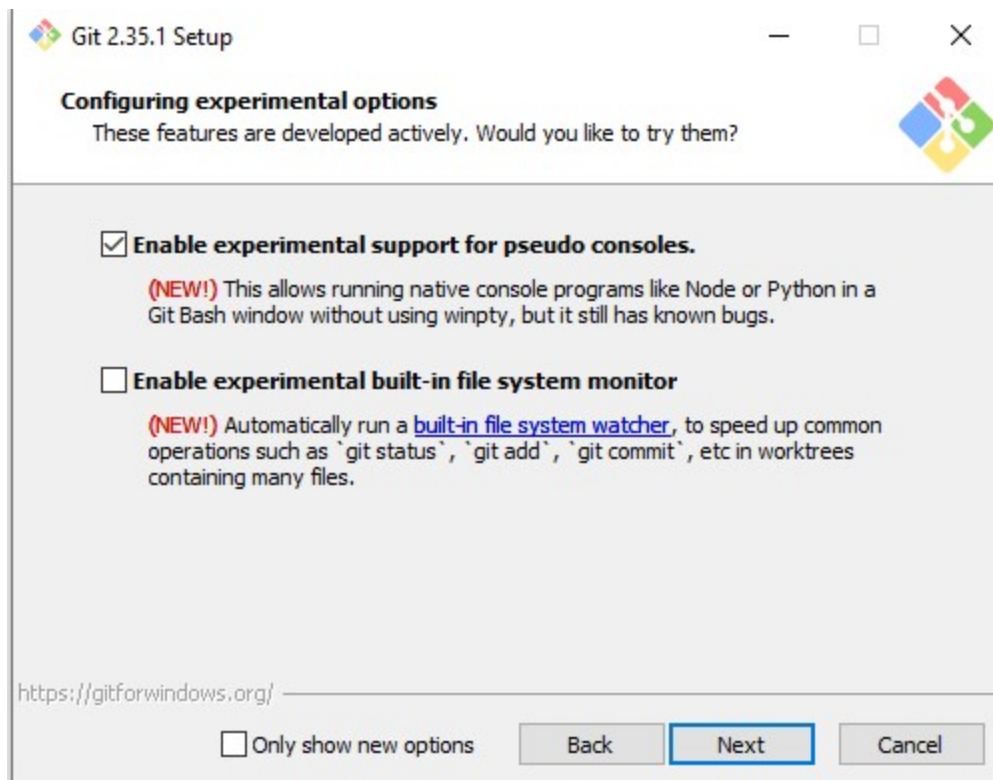 Git 2.35.1 Setup
Configuring experimental options
These features are developed actively. Would you like to try them?
Enable experimental support for pseudo consoles.
(NEW!) This allows running native console programs like Node or Python in a
Git Bash window without using winpty, but it still has known bugs.
Enable experimental built-in file system monitor
(NEW!) Automatically run a built-in file system watcher, to speed up common
operations such as `git status`, `git add`, `git commit`, etc in worktrees
containing many files.
https://gitforwindows.org/
Only show new options Back Next Cancel